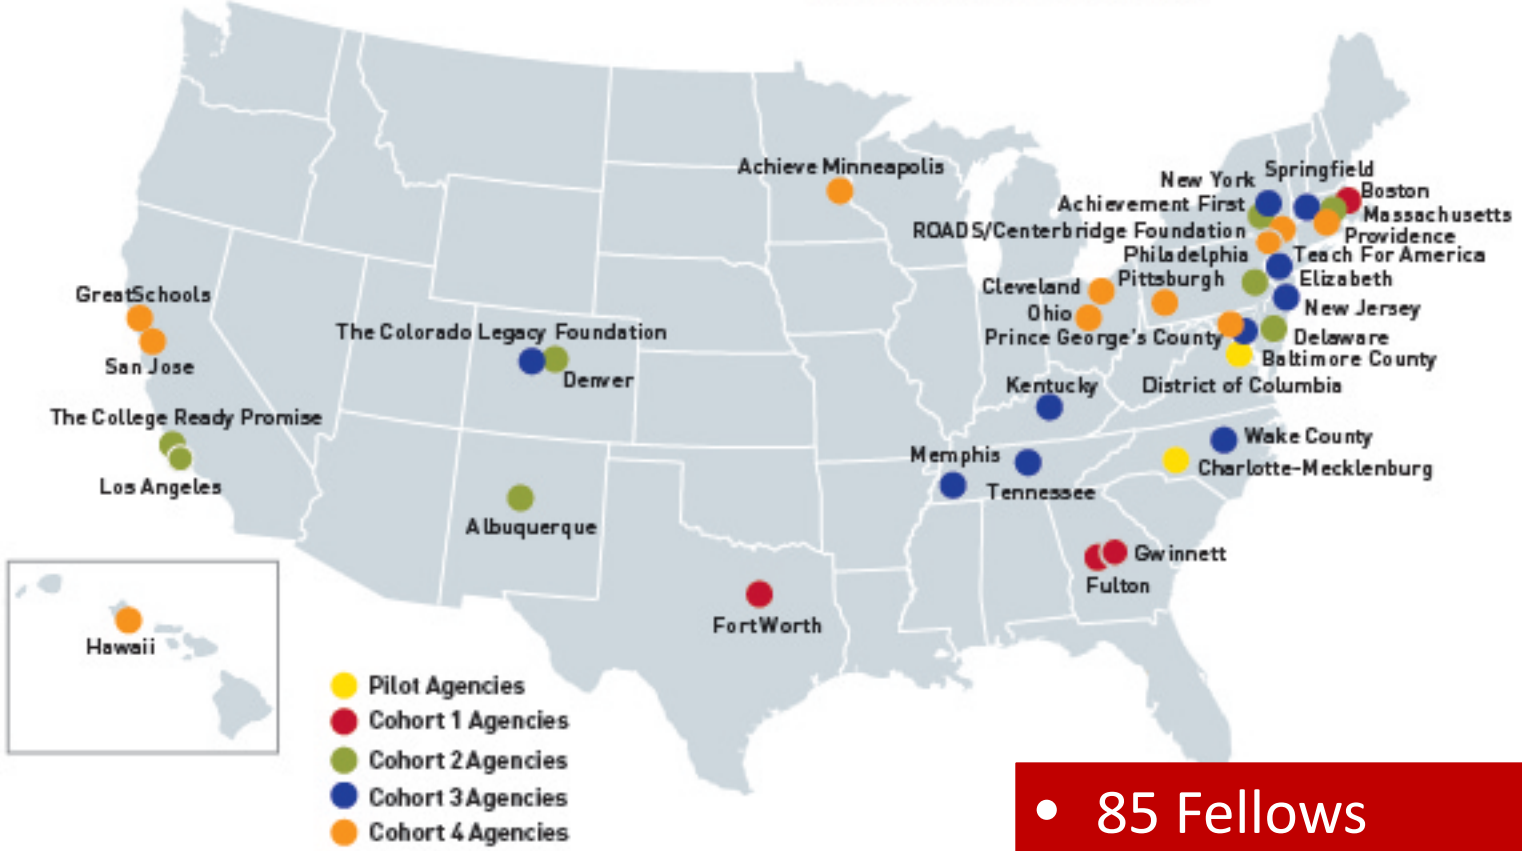 Achieve Minneapolis
Springfield
New York
Boston
Achievement First
Massachusetts
ROADS/Centerbridge Foundation
Providence
Philadelphia
Teach For America
Pittsburgh
Elizabeth
Cleveland
New Jersey
Ohio
Prince George's County
Delaware
Baltimore County
District of Columbia
Kentucky
GreatSchools
San Jose
The Colorado Legacy Foundation
Denver
The College Ready Promise
Los Angeles
Wake County
Memphis
Charlotte-Mecklenburg
Tennessee
Albuquerque
Gwinnett
Fulton
Fort Worth
Hawaii
Pilot Agencies
Cohort 1 Agencies
Cohort 2 Agencies
Cohort 3 Agencies
Cohort 4 Agencies
• 85 Fellows